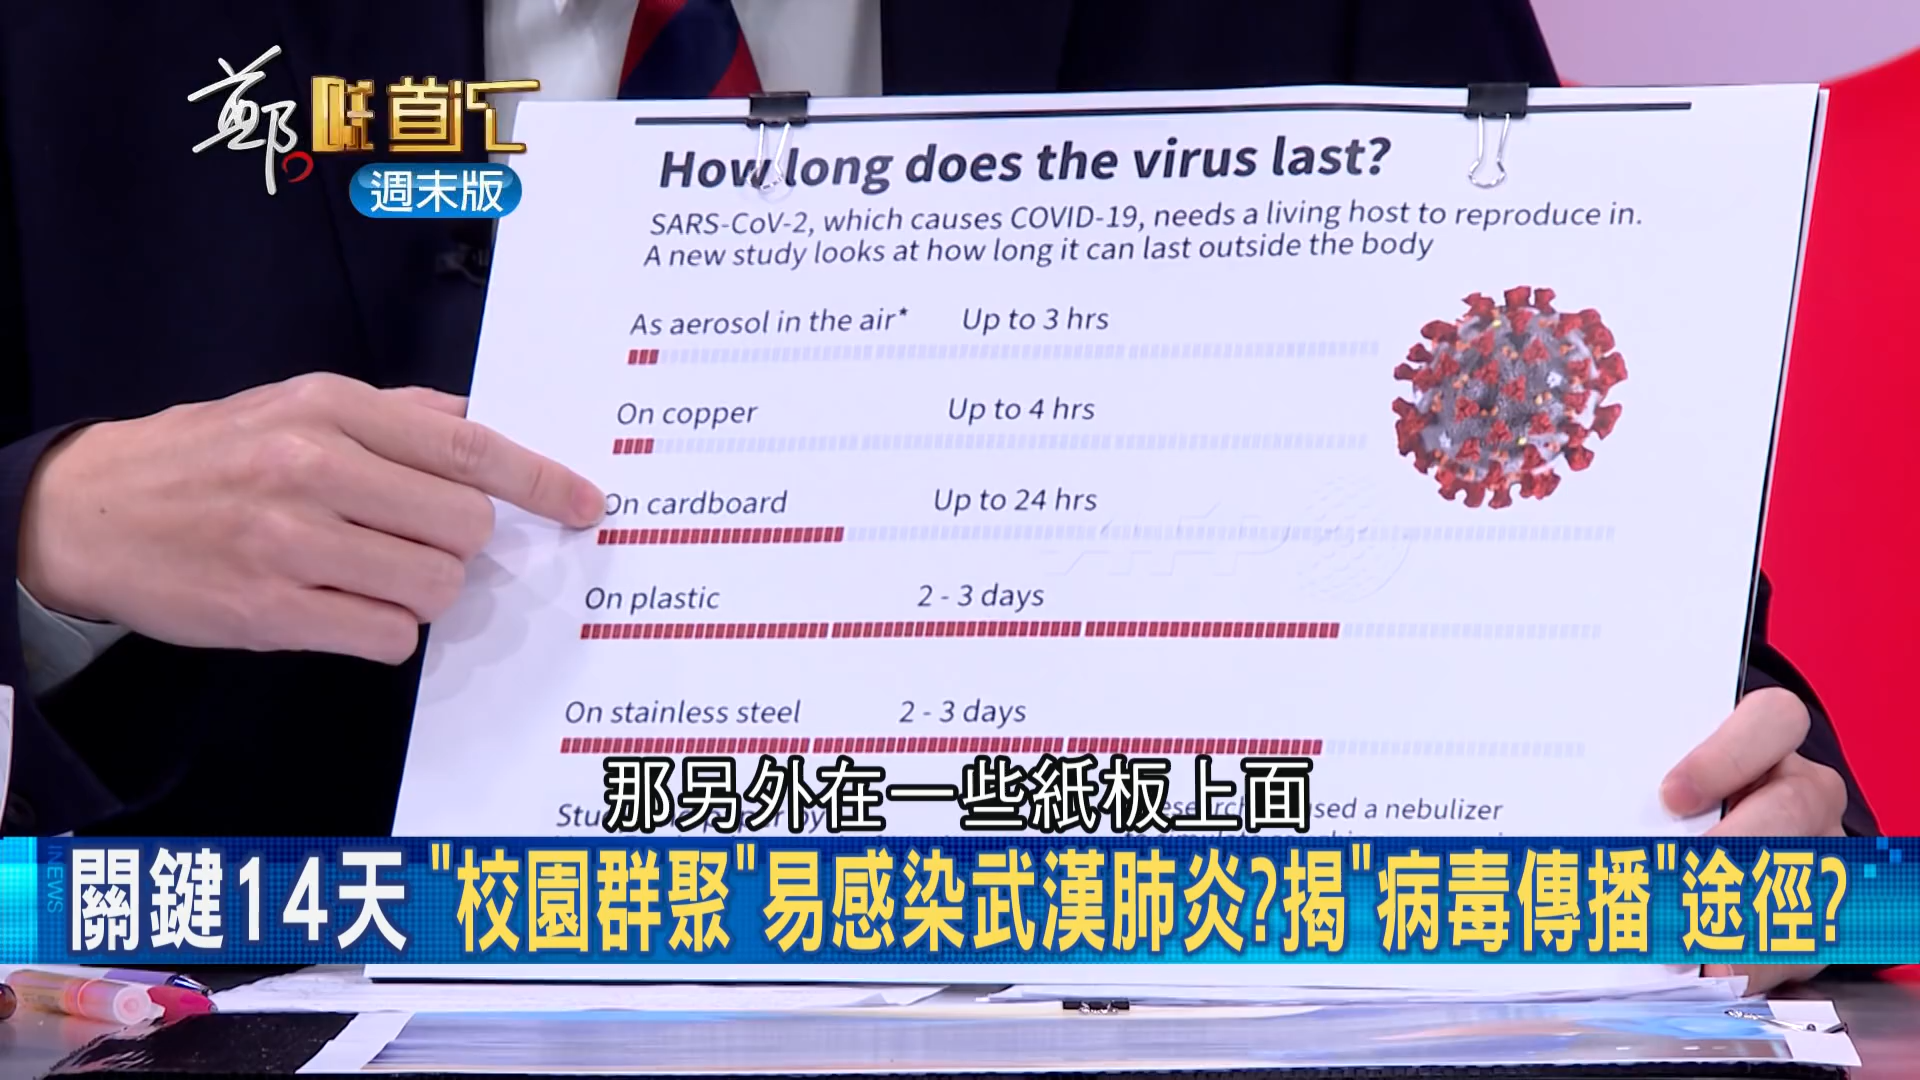 鄭
首
週末版
How long does the virus last?
SARS-CoV-2, which causes COVID-19, needs a living host to reproduce in.
A new study looks at how long it can last outside the body
As aerosol in the air* Up to 3 hrs
On copper Up to 4 hrs
On cardboard Up to 24 hrs
AFP
On plastic 2 - 3 days
On stainless steel 2 - 3 days
used a nebulizer
那另外在一些紙板上面
INEWS
關鍵14天 "校園群聚"易感染武漢肺炎?揭"病毒傳播"途徑?